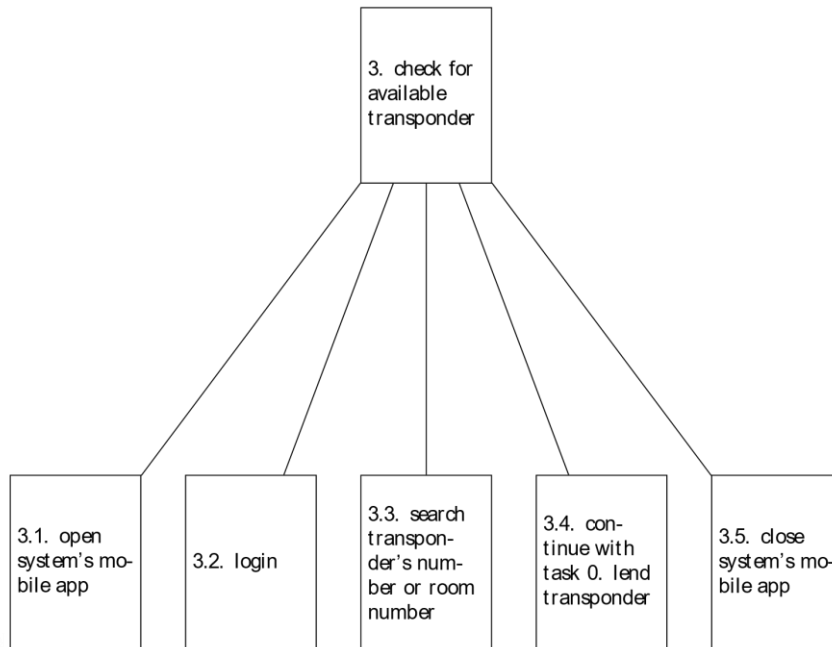 3. check for
available
transponder
3.1. open
system's mo-
bile app
3.2. login
3.3. search
transpon-
der's num-
ber or room
number
3.4. con-
tinue with
task 0. lend
transponder
3.5. close
system's mo-
bile app